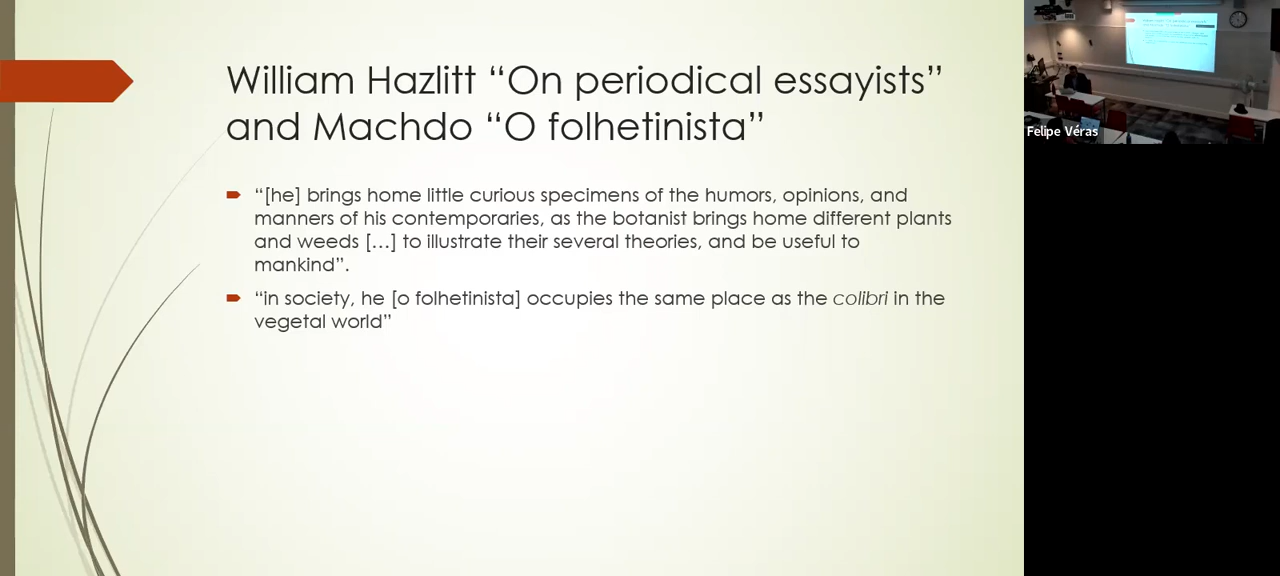 William Hazlitt “On periodical essayists”
and Machdo “O folhetinista”
“[he] brings home little curious specimens of the humors, opinions, and
manners of his contemporaries, as the botanist brings home different plants
and weeds […] to illustrate their several theories, and be useful to
mankind”.
“in society, he [o folhetinista] occupies the same place as the colibri in the
vegetal world”
Felipe Véras